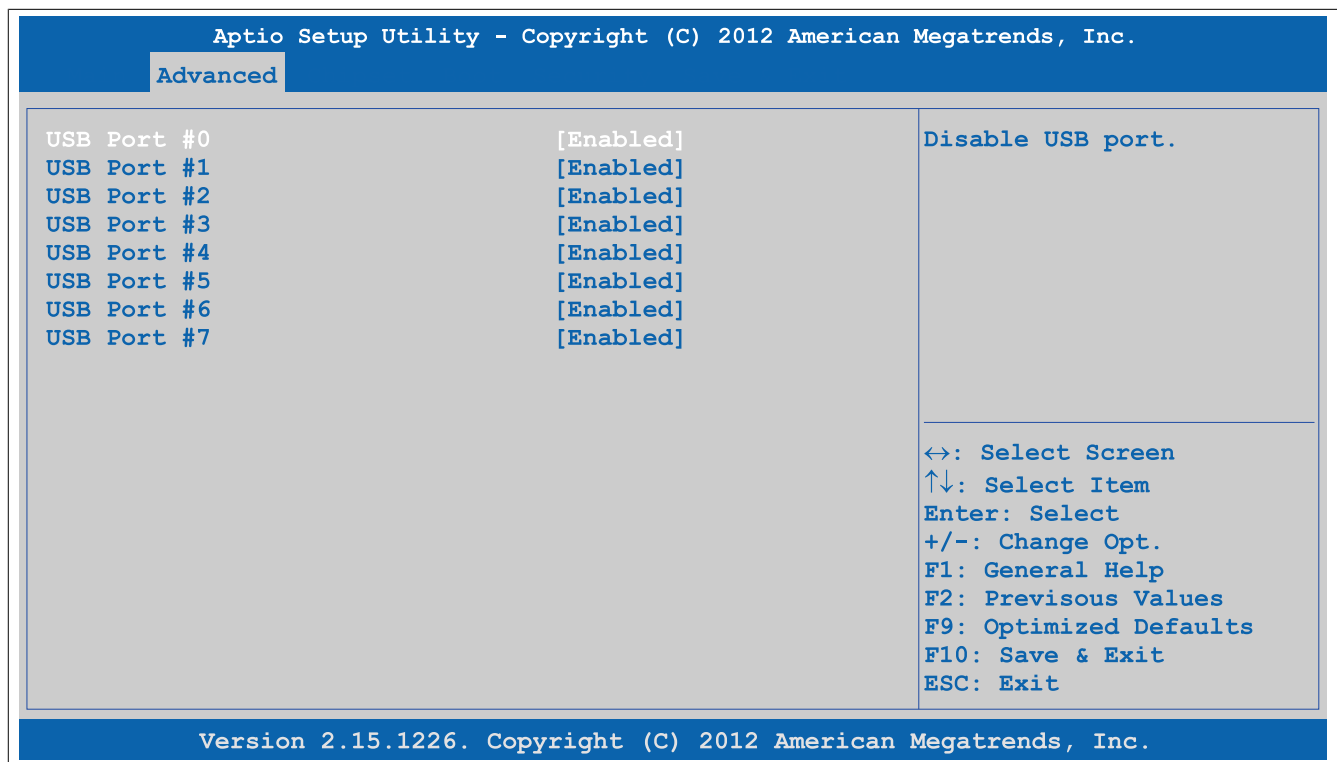 Aptio Setup Utility - Copyright (C) 2012 American Megatrends, Inc.
Advanced
USB Port #0 [Enabled]
USB Port #1 [Enabled]
USB Port #2 [Enabled]
USB Port #3 [Enabled]
USB Port #4 [Enabled]
USB Port #5 [Enabled]
USB Port #6 [Enabled]
USB Port #7 [Enabled]
Disable USB port.
↔: Select Screen
↑↓: Select Item
Enter: Select
+/-: Change Opt.
F1: General Help
F2: Previsous Values
F9: Optimized Defaults
F10: Save & Exit
ESC: Exit
Version 2.15.1226. Copyright (C) 2012 American Megatrends, Inc.